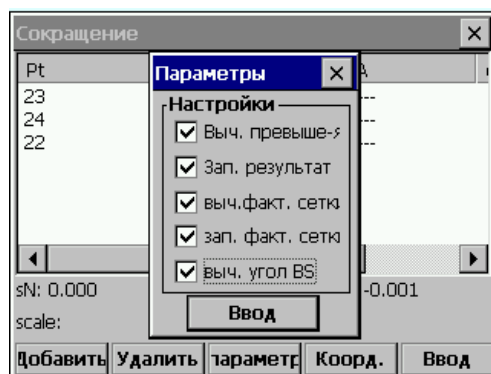 Сокращение
Pt
Параметры
A
23
24
22
---
---
---
Настройки
Выч. превыше-я
Зап. результат
выч.факт. сетки
зап. факт. сетки
выч. угол BS
Ввод
sN: 0.000
-0.001
scale:
Добавить Удалить параметр Коорд. Ввод